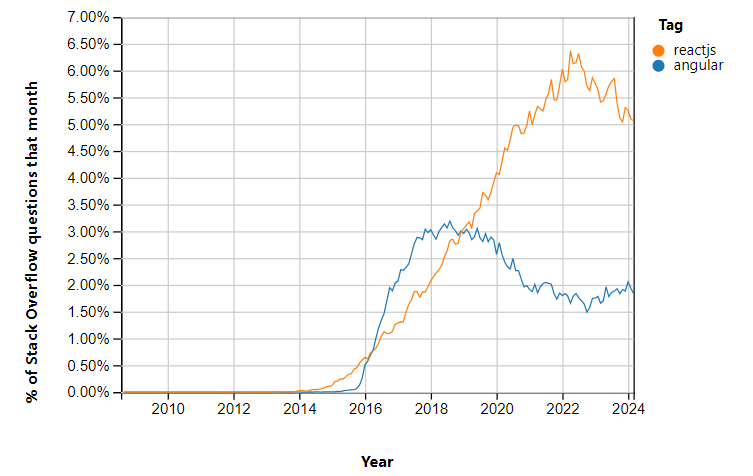 7.00%
6.50%
6.00%
5.50%
5.00%
4.50%
4.00%
3.50%
3.00%
2.50%
2.00%
1.50%
1.00%
0.50%
0.00%
% of Stack Overflow questions that month
2010 2012 2014 2016 2018 2020 2022 2024
Year
Tag
reactjs
angular